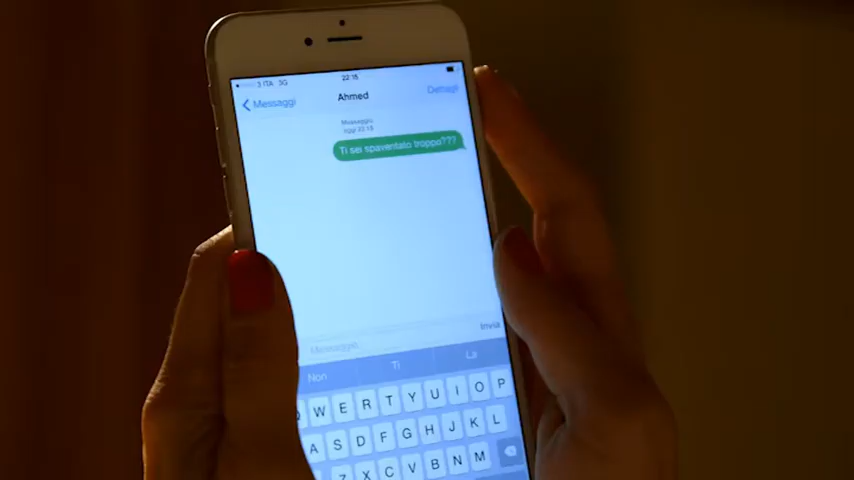 3 ITA 3G 22:15
Messaggi Ahmed Dettagli
Messaggio
oggi 22:15
Ti sei spaventato troppo???
Messaggio Invia
Non Ti La
Q W E R T Y U I O P
A S D F G H J K L
Z X C V B N M